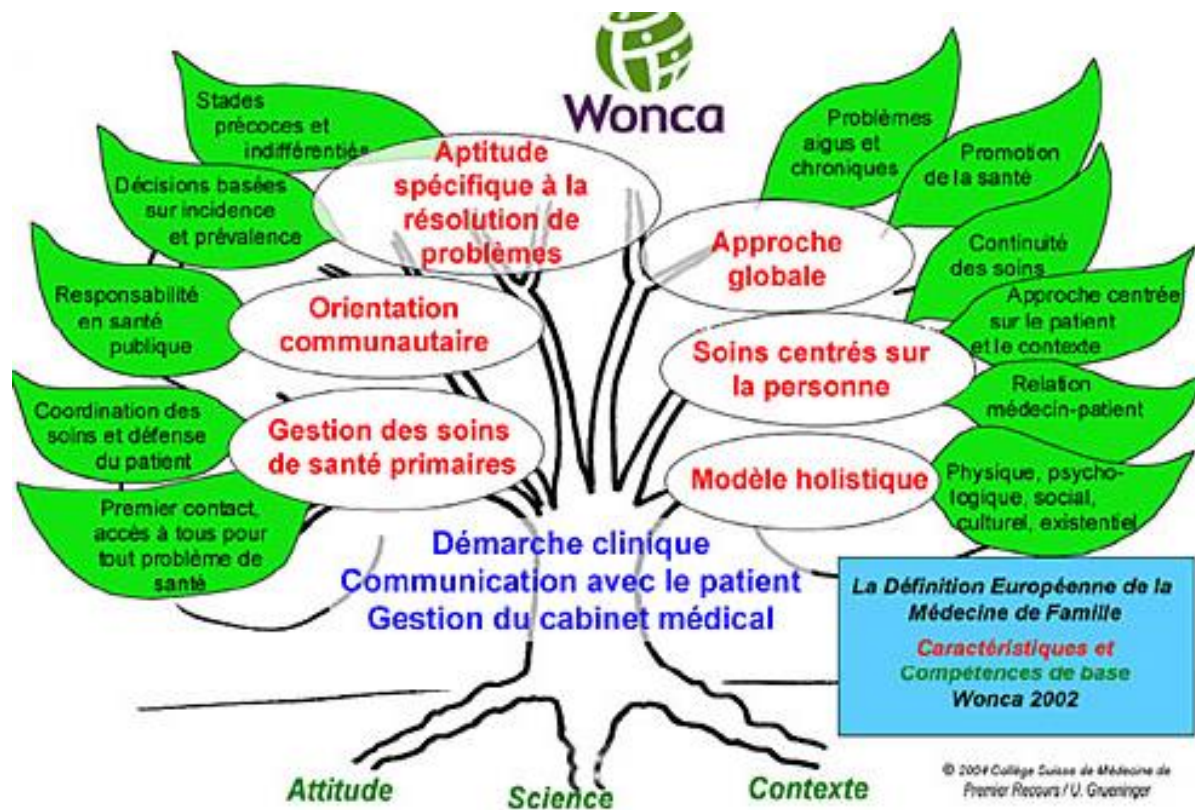 Wonca
Stades
précoces et
indifférentiés
Décisions basées
sur incidence
et prévalence
Responsabilité
en santé
publique
Coordination des
soins et défense
du patient
Premier contact,
accès à tous pour
tout problème de
santé
Aptitude
spécifique à la
résolution de
problèmes
Orientation
communautaire
Gestion des soins
de santé primaires
Approche
globale
Soins centrés sur
la personne
Modèle holistique
Problèmes
aigus et
chroniques
Promotion
de la santé
Continuité
des soins
Approche centrée
sur le patient
et le contexte
Relation
médecin-patient
Physique, psycho-
logique, social,
culturel, existentiel
Démarche clinique
Communication avec le patient
Gestion du cabinet médical
La Définition Européenne de la
Médecine de Famille
Caractéristiques et
Compétences de base
Wonca 2002
Attitude
Science
Contexte
© 2004 Collège Suisse de Médecine de
Premier Recours / U. Grueninger